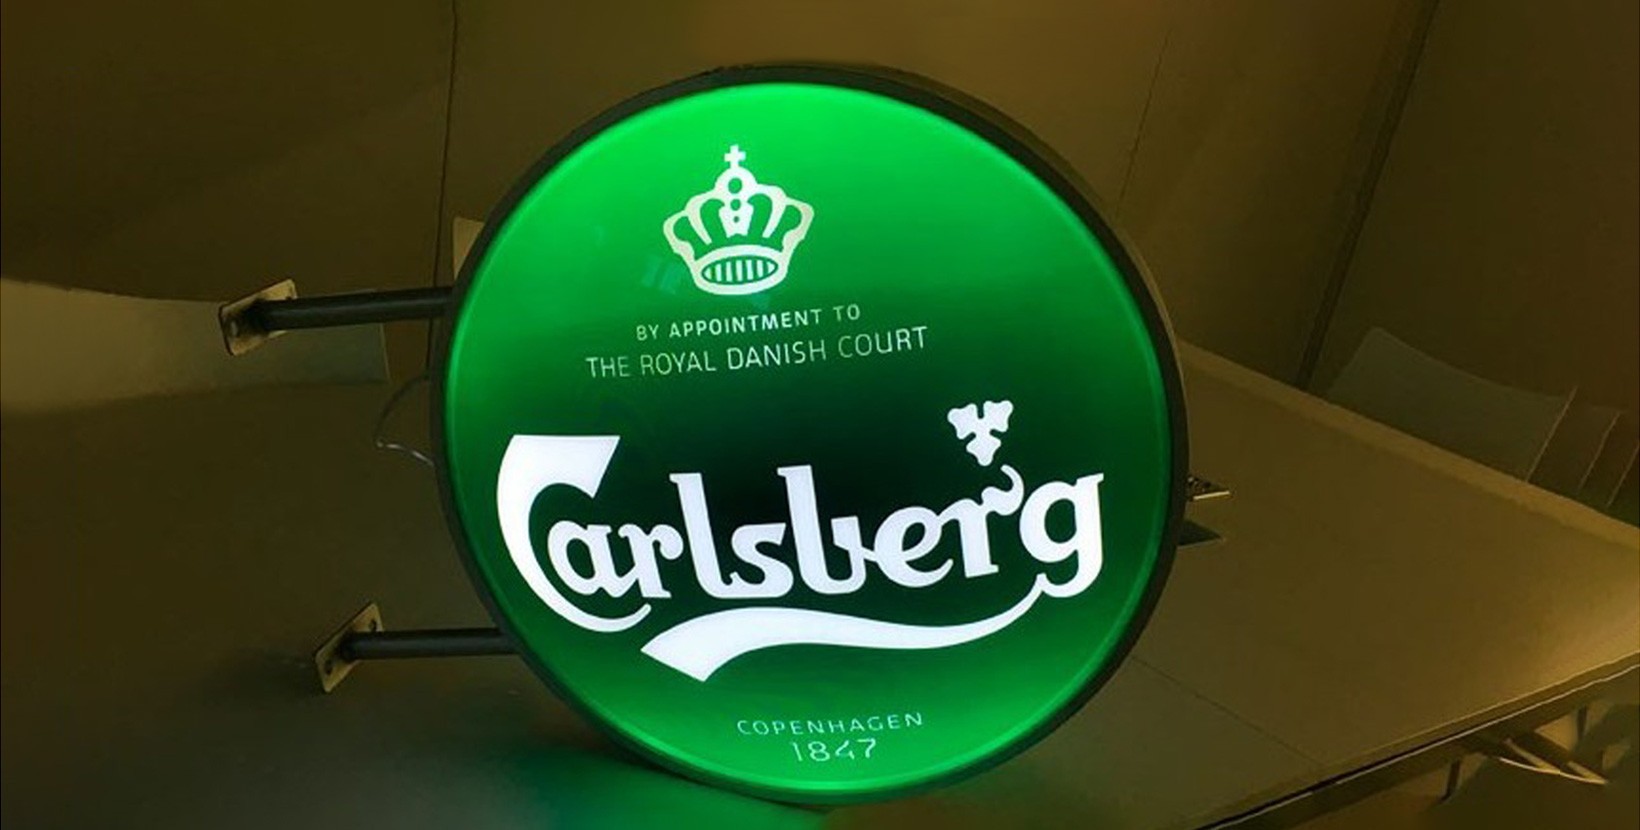 BY APPOINTMENT TO
THE ROYAL DANISH COURT
Carlsberg
COPENHAGEN
1847